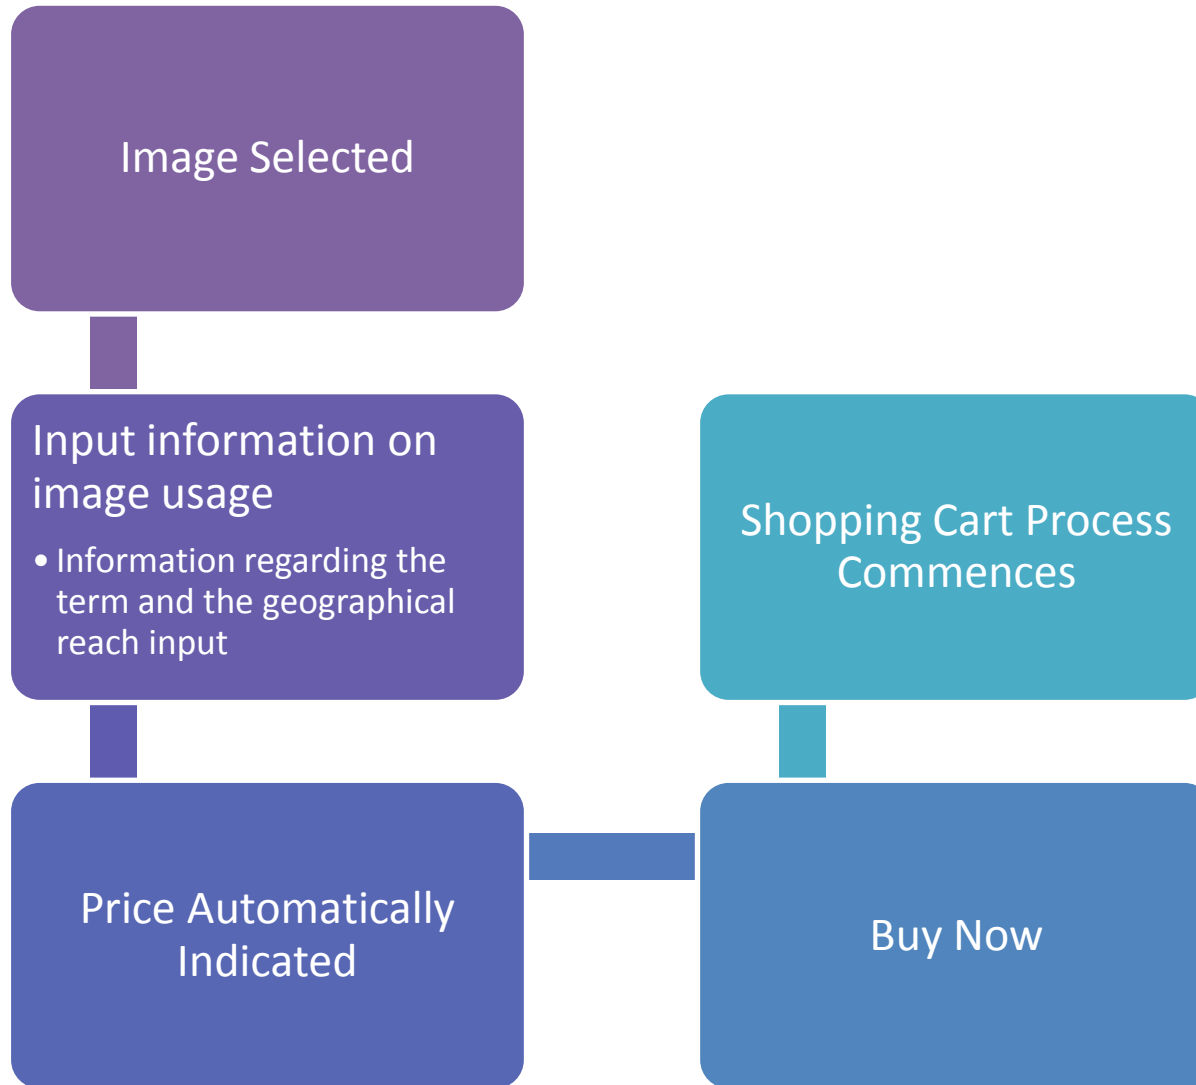 Image Selected
Input information on
image usage
• Information regarding the
term and the geographical
reach input
Price Automatically
Indicated
Buy Now
Shopping Cart Process
Commences